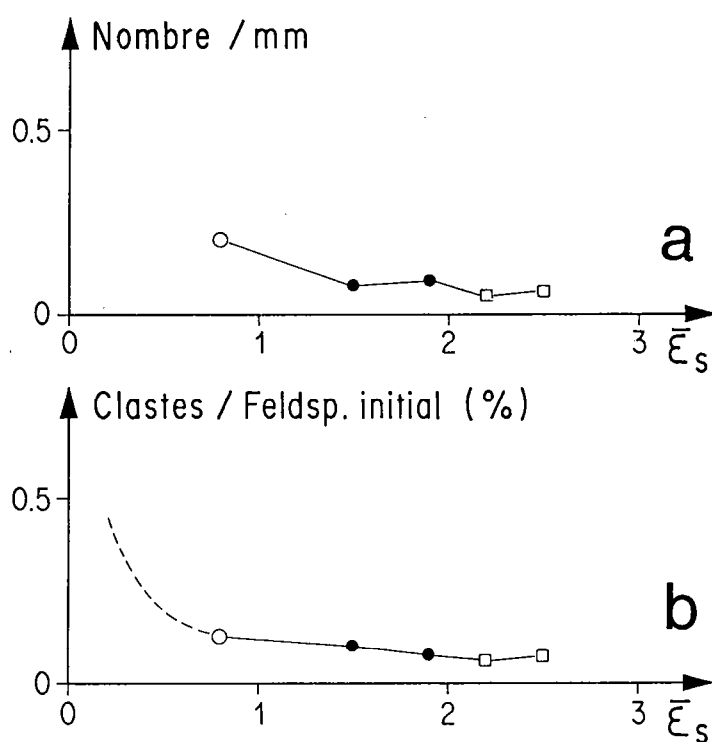 Nombre / mm
0.5
a
0
0 1 2 3 ε̄s
Clastes / Feldsp. initial (%)
0.5
b
0
0 1 2 3 ε̄s